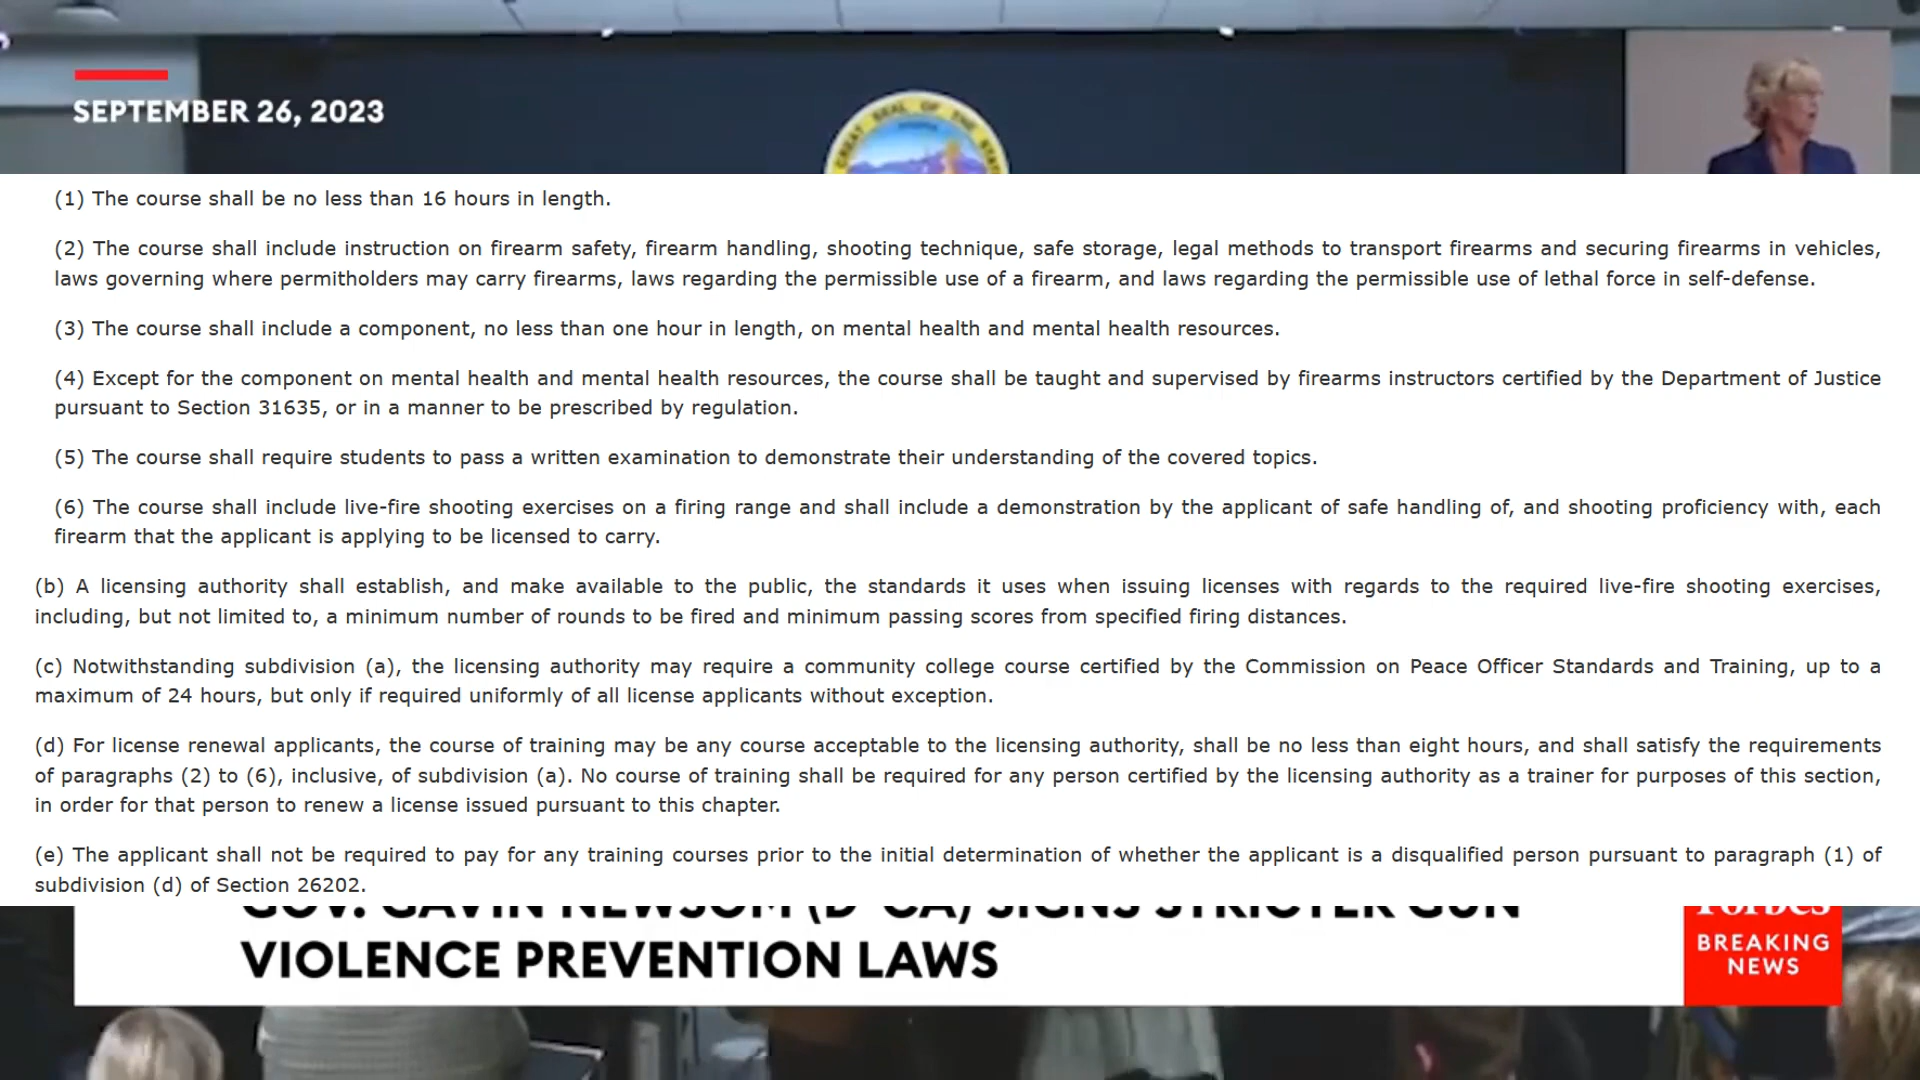 SEPTEMBER 26, 2023
GREAT SEAL OF THE STAT
(1) The course shall be no less than 16 hours in length.
(2) The course shall include instruction on firearm safety, firearm handling, shooting technique, safe storage, legal methods to transport firearms and securing firearms in vehicles,
laws governing where permitholders may carry firearms, laws regarding the permissible use of a firearm, and laws regarding the permissible use of lethal force in self-defense.
(3) The course shall include a component, no less than one hour in length, on mental health and mental health resources.
(4) Except for the component on mental health and mental health resources, the course shall be taught and supervised by firearms instructors certified by the Department of Justice
pursuant to Section 31635, or in a manner to be prescribed by regulation.
(5) The course shall require students to pass a written examination to demonstrate their understanding of the covered topics.
(6) The course shall include live-fire shooting exercises on a firing range and shall include a demonstration by the applicant of safe handling of, and shooting proficiency with, each
firearm that the applicant is applying to be licensed to carry.
(b) A licensing authority shall establish, and make available to the public, the standards it uses when issuing licenses with regards to the required live-fire shooting exercises,
including, but not limited to, a minimum number of rounds to be fired and minimum passing scores from specified firing distances.
(c) Notwithstanding subdivision (a), the licensing authority may require a community college course certified by the Commission on Peace Officer Standards and Training, up to a
maximum of 24 hours, but only if required uniformly of all license applicants without exception.
(d) For license renewal applicants, the course of training may be any course acceptable to the licensing authority, shall be no less than eight hours, and shall satisfy the requirements
of paragraphs (2) to (6), inclusive, of subdivision (a). No course of training shall be required for any person certified by the licensing authority as a trainer for purposes of this section,
in order for that person to renew a license issued pursuant to this chapter.
(e) The applicant shall not be required to pay for any training courses prior to the initial determination of whether the applicant is a disqualified person pursuant to paragraph (1) of
subdivision (d) of Section 26202.
GOV. GAVIN NEWSOM (D-CA) SIGNS STRICTER GUN
VIOLENCE PREVENTION LAWS
Forbes
BREAKING
NEWS